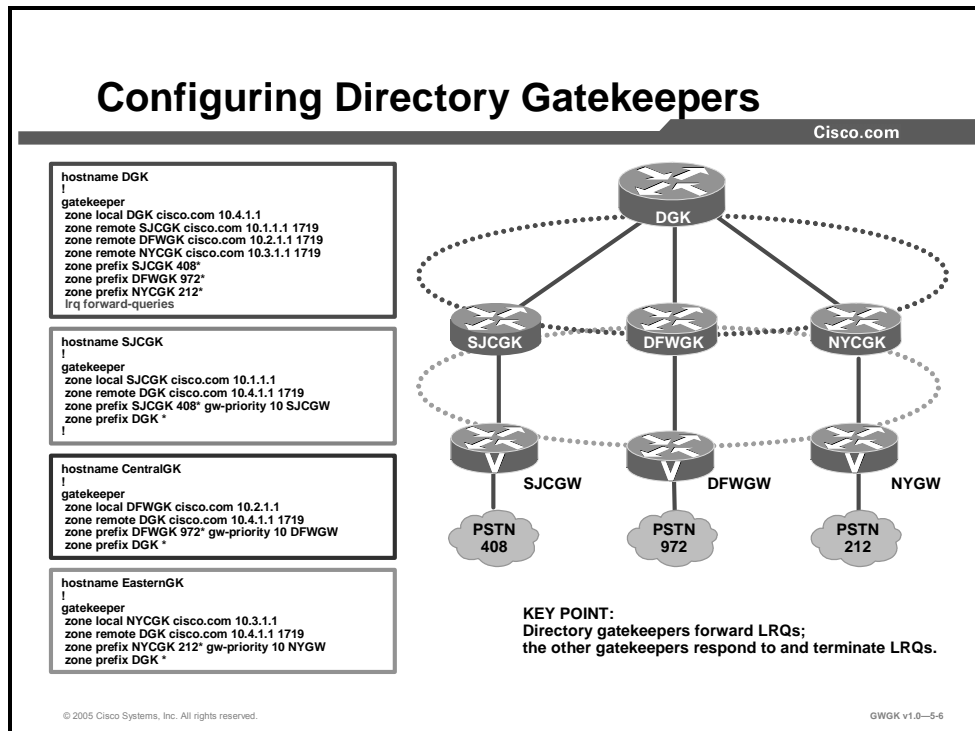 Configuring Directory Gatekeepers
Cisco.com
hostname DGK
!
gatekeeper
zone local DGK cisco.com 10.4.1.1
zone remote SJCGK cisco.com 10.1.1.1 1719
zone remote DFWGK cisco.com 10.2.1.1 1719
zone remote NYCGK cisco.com 10.3.1.1 1719
zone prefix SJCGK 408*
zone prefix DFWGK 972*
zone prefix NYCGK 212*
lrq forward-queries
hostname SJCGK
!
gatekeeper
zone local SJCGK cisco.com 10.1.1.1
zone remote DGK cisco.com 10.4.1.1 1719
zone prefix SJCGK 408* gw-priority 10 SJCGW
zone prefix DGK *
!
hostname CentralGK
!
gatekeeper
zone local DFWGK cisco.com 10.2.1.1
zone remote DGK cisco.com 10.4.1.1 1719
zone prefix DFWGK 972* gw-priority 10 DFWGW
zone prefix DGK *
hostname EasternGK
!
gatekeeper
zone local NYCGK cisco.com 10.3.1.1
zone remote DGK cisco.com 10.4.1.1 1719
zone prefix NYCGK 212* gw-priority 10 NYGW
zone prefix DGK *
DGK
SJCGK
DFWGK
NYCGK
V
SJCGW
V
DFWGW
V
NYGW
PSTN
408
PSTN
972
PSTN
212
KEY POINT:
Directory gatekeepers forward LRQs;
the other gatekeepers respond to and terminate LRQs.
© 2005 Cisco Systems, Inc. All rights reserved.
GWGK v1.0—5-6